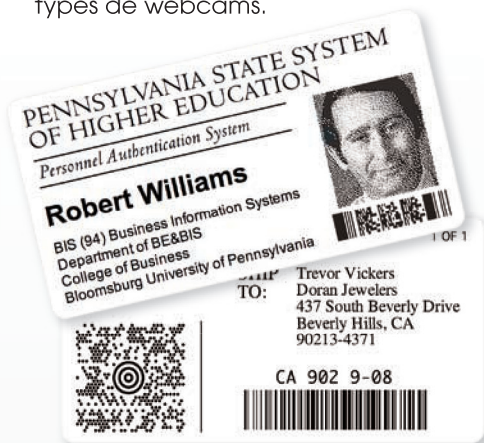 types de webcams.
PENNSYLVANIA STATE SYSTEM
OF HIGHER EDUCATION
Personnel Authentication System
Robert Williams
BIS (94) Business Information Systems
Department of BE&BIS
College of Business
Bloomsburg University of Pennsylvania
1 OF 1
SHIP
TO:
Trevor Vickers
Doran Jewelers
437 South Beverly Drive
Beverly Hills, CA
90213-4371
CA 902 9-08